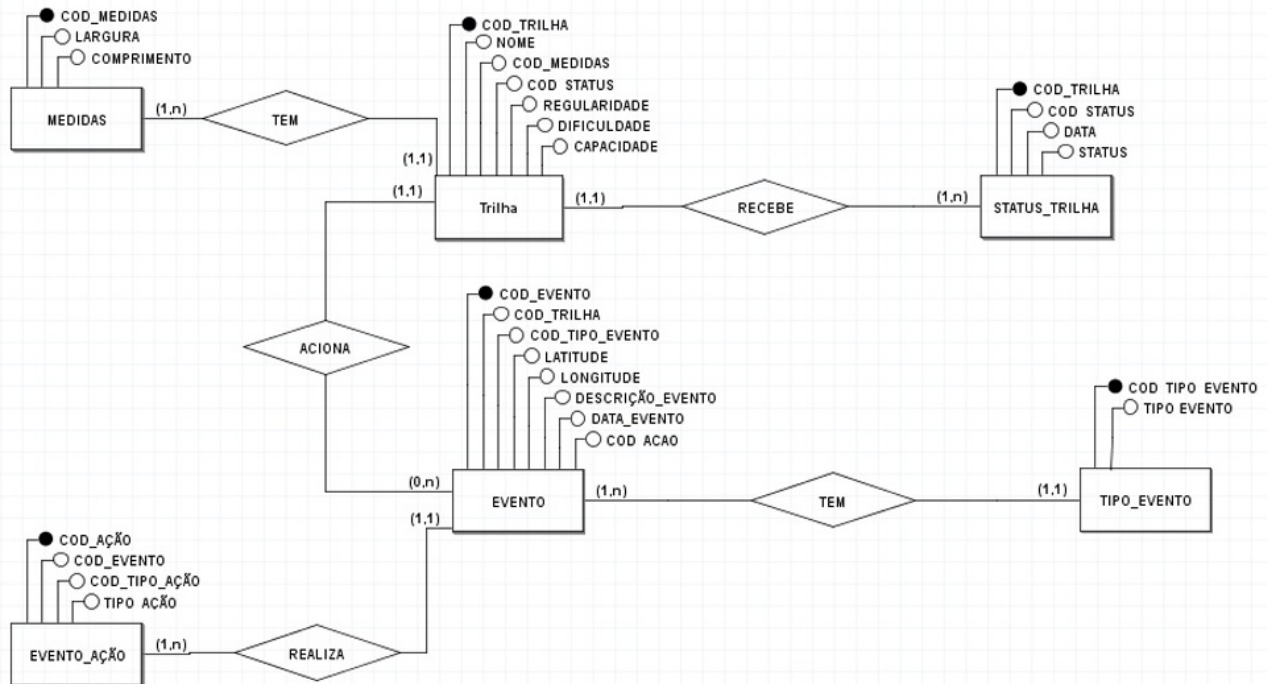 COD_MEDIDAS
LARGURA
COMPRIMENTO
MEDIDAS
(1,n)
TEM
(1,1)
COD_TRILHA
NOME
COD_MEDIDAS
COD STATUS
REGULARIDADE
DIFICULDADE
CAPACIDADE
Trilha
(1,1)
(1,1)
RECEBE
(1,n)
COD_TRILHA
COD STATUS
DATA
STATUS
STATUS_TRILHA
ACIONA
(0,n)
COD_EVENTO
COD_TRILHA
COD_TIPO_EVENTO
LATITUDE
LONGITUDE
DESCRIÇÃO_EVENTO
DATA_EVENTO
COD ACAO
EVENTO
(1,n)
TEM
(1,1)
COD TIPO EVENTO
TIPO EVENTO
TIPO_EVENTO
(1,1)
COD_AÇÃO
COD_EVENTO
COD_TIPO_AÇÃO
TIPO AÇÃO
EVENTO_AÇÃO
(1,n)
REALIZA